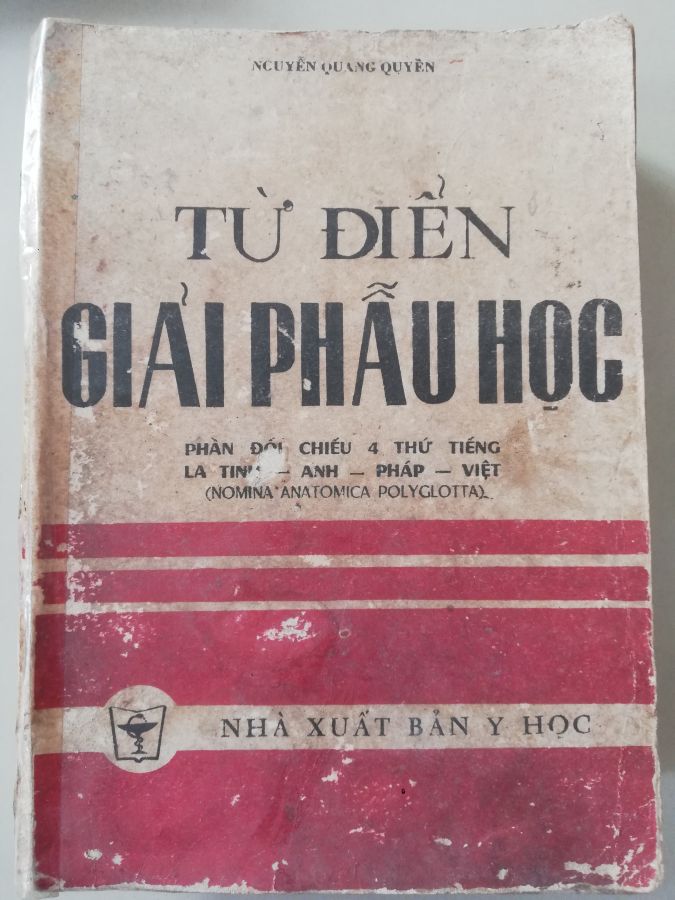 NGUYỄN QUANG QUYỀN
TỪ ĐIỂN
GIẢI PHẪU HỌC
PHẦN ĐỐI CHIẾU 4 THỨ TIẾNG
LA TINH – ANH – PHÁP – VIỆT
(NOMINA ANATOMICA POLYGLOTTA)
NHÀ XUẤT BẢN Y HỌC